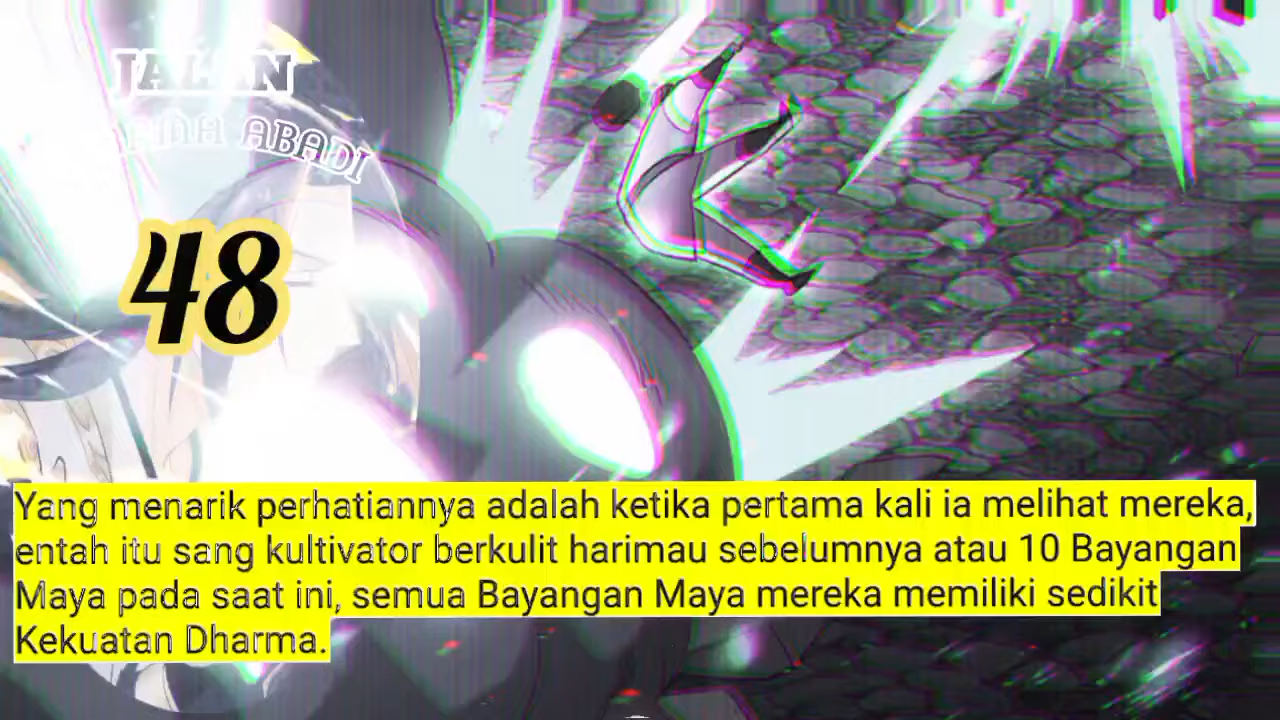 JALAN
ABADI
48
Yang menarik perhatiannya adalah ketika pertama kali ia melihat mereka,
entah itu sang kultivator berkulit harimau sebelumnya atau 10 Bayangan
Maya pada saat ini, semua Bayangan Maya mereka memiliki sedikit
Kekuatan Dharma.